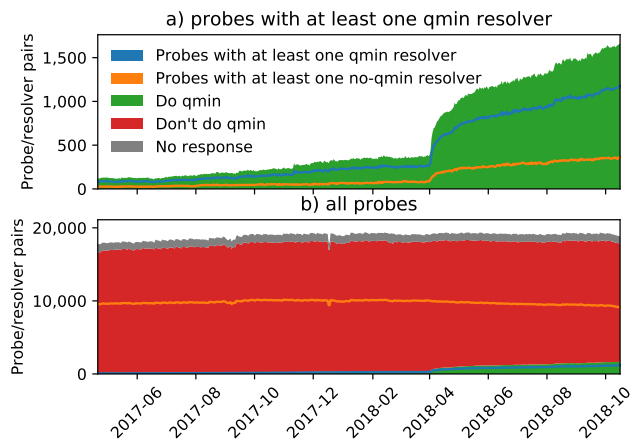 a) probes with at least one qmin resolver
Probe/resolver pairs
1,500
1,000
500
0
Probes with at least one qmin resolver
Probes with at least one no-qmin resolver
Do qmin
Don't do qmin
No response
b) all probes
Probe/resolver pairs
20,000
10,000
0
2017-06
2017-08
2017-10
2017-12
2018-02
2018-04
2018-06
2018-08
2018-10